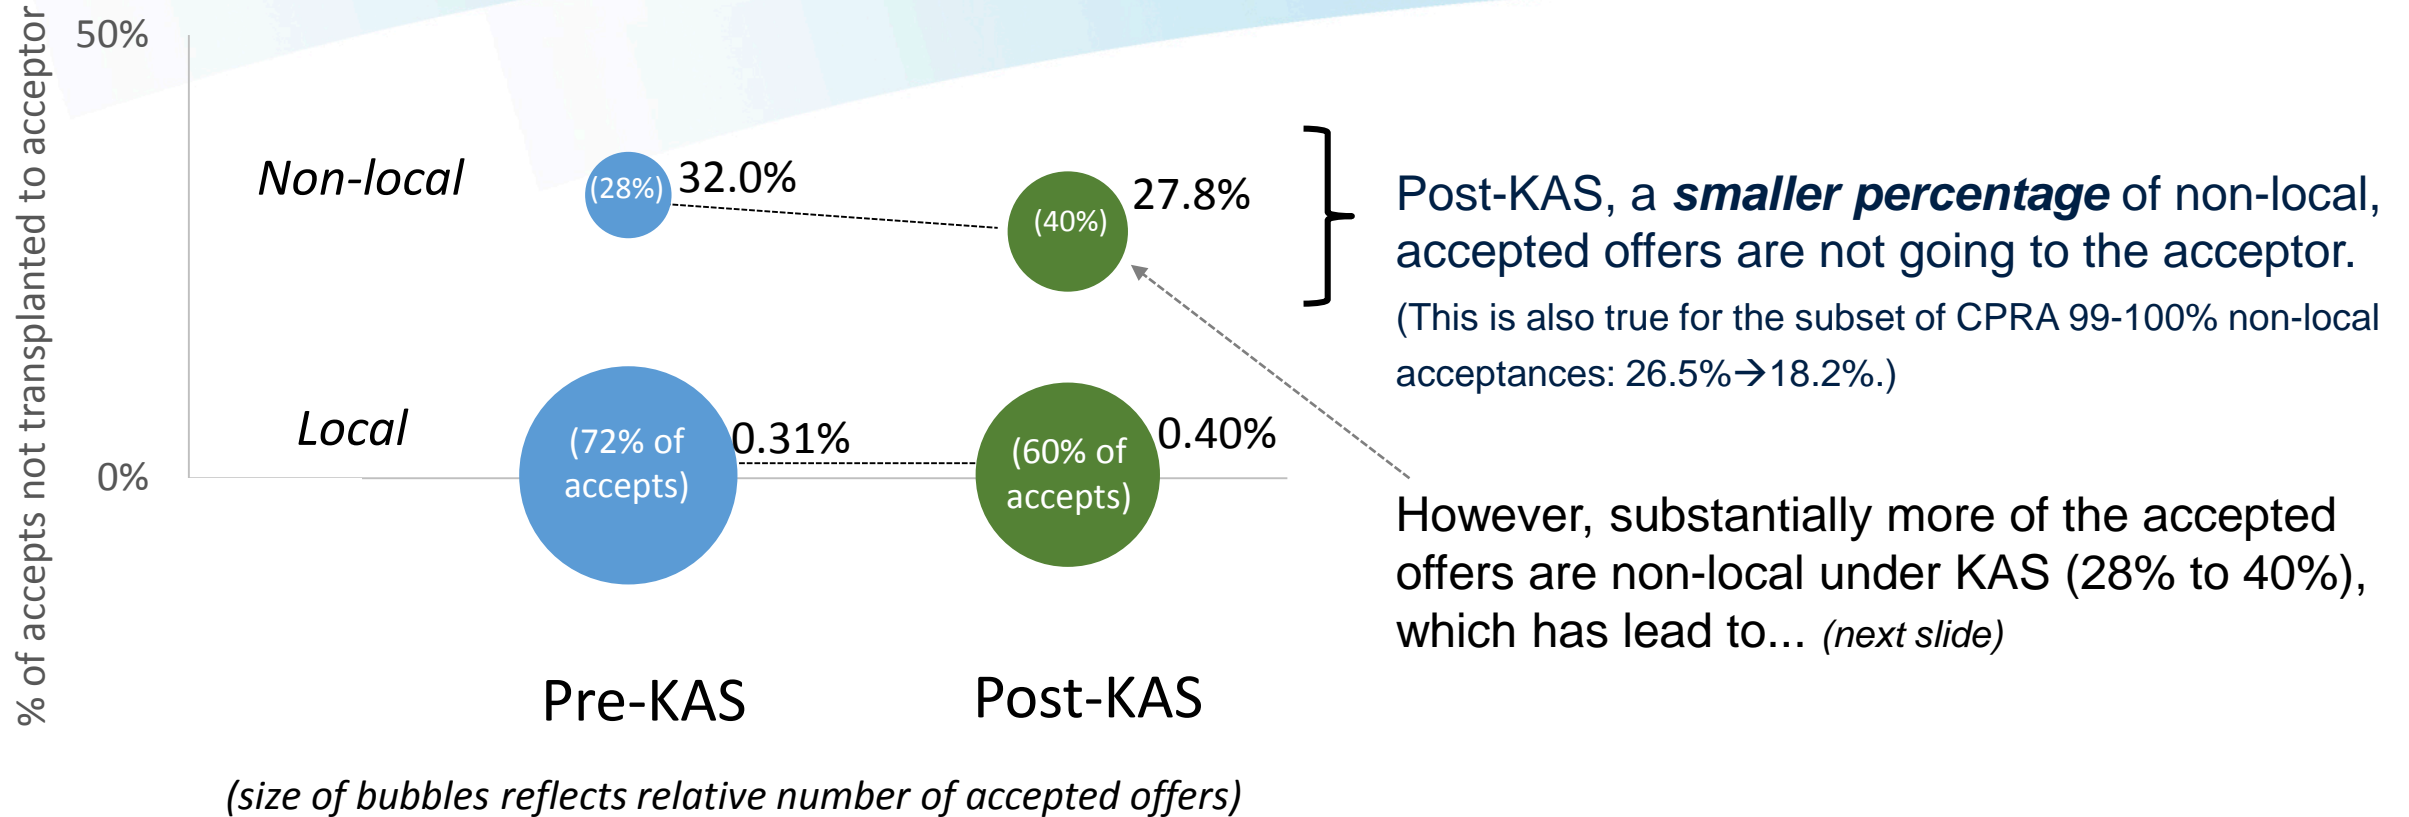 % of accepts not transplanted to acceptor
50%
0%
Non-local
(28%)
32.0%
(40%)
27.8%
Local
(72% of
accepts)
0.31%
(60% of
accepts)
0.40%
Pre-KAS
Post-KAS
(size of bubbles reflects relative number of accepted offers)
Post-KAS, a smaller percentage of non-local,
accepted offers are not going to the acceptor.
(This is also true for the subset of CPRA 99-100% non-local
acceptances: 26.5%→18.2%.)
However, substantially more of the accepted
offers are non-local under KAS (28% to 40%),
which has lead to... (next slide)